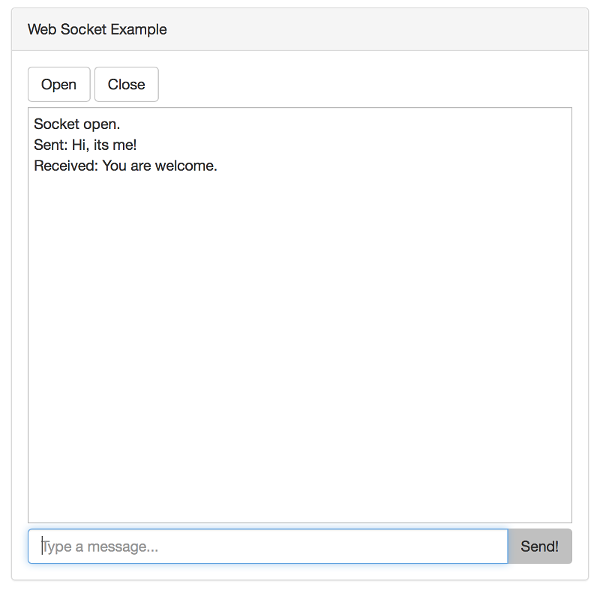 Web Socket Example
Open Close
Socket open.
Sent: Hi, its me!
Received: You are welcome.
Type a message... Send!